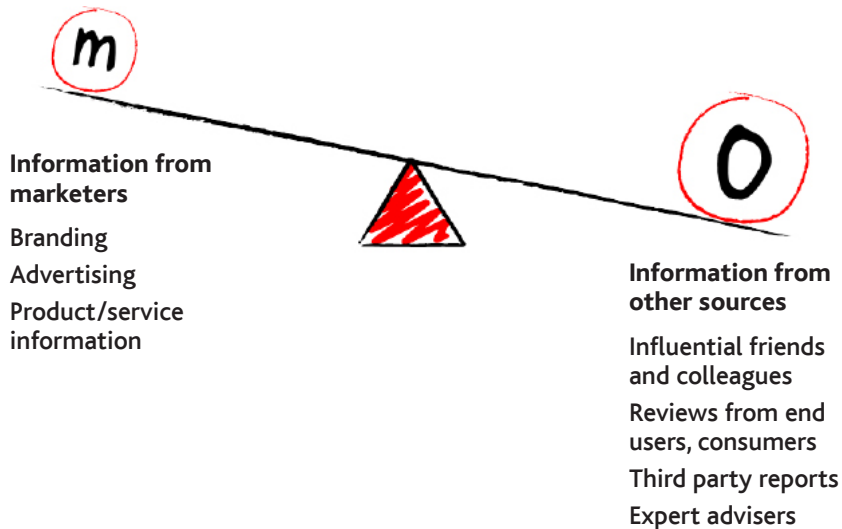 m
O
Information from
marketers
Branding
Advertising
Product/service
information
Information from
other sources
Influential friends
and colleagues
Reviews from end
users, consumers
Third party reports
Expert advisers